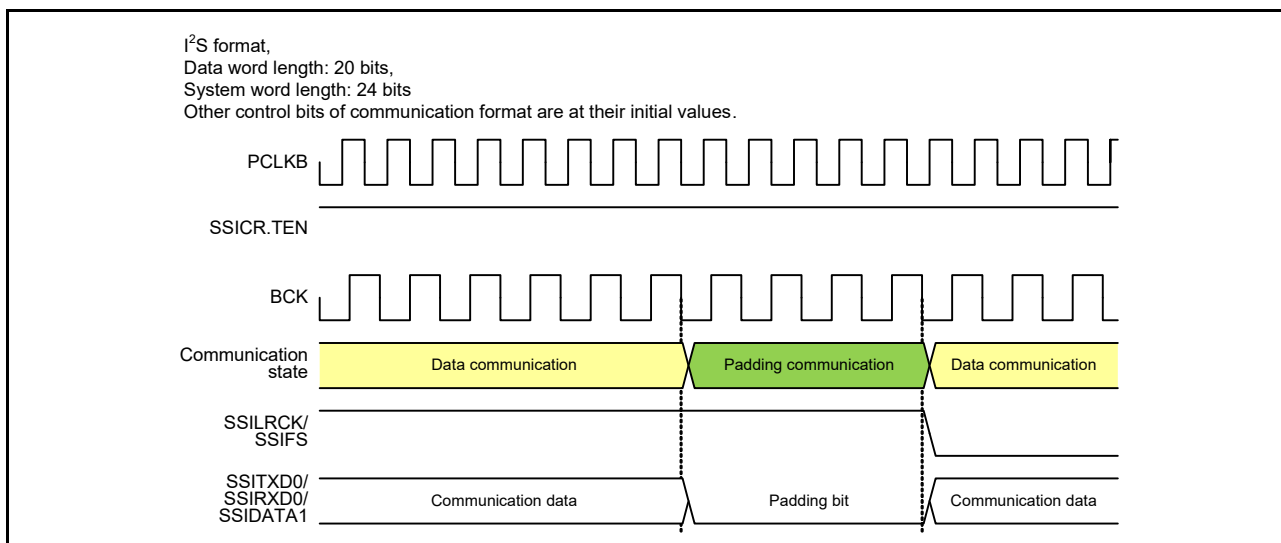 I²S format,
Data word length: 20 bits,
System word length: 24 bits
Other control bits of communication format are at their initial values.
PCLKB
SSICR.TEN
BCK
Communication
state
Data communication
Padding communication
Data communication
SSILRCK/
SSIFS
SSITXD0/
SSIRXD0/
SSIDATA1
Communication data
Padding bit
Communication data